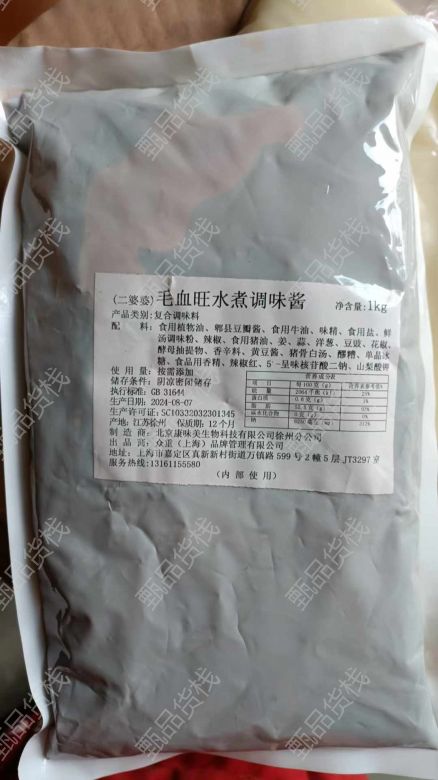 (二婆婆)毛血旺水煮调味酱 净含量:1kg
产品类别:复合调味料
配 料:食用植物油、郫县豆瓣酱、食用牛油、味精、食用盐、鲜
汤调味粉、辣椒、食用猪油、姜、蒜、洋葱、豆豉、花椒、
酵母抽提物、香辛料、黄豆酱、猪骨白汤、醪糟、单晶冰
糖、食品用香精、辣椒红、5'-呈味核苷酸二钠、山梨酸钾
使 用 量:按需添加
储存条件:阴凉密闭储存
执行标准:GB 31644
生产日期:2024-08-07
生产许可证:SC10332032301345
产地:江苏徐州 保质期:12个月
营养成分表
项 目 每100克(g) 营养素参考值%
制 造 商:北京康味美生物科技有限公司徐州分公司
出 品 商:众歪(上海)品牌管理有限公司
地址:上海市嘉定区真新新村街道万镇路599号2幢5层JT3297室
服务热线:13161155580
(内部使用)
甄品货栈